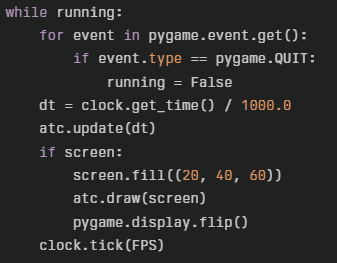 while running:
    for event in pygame.event.get():
        if event.type == pygame.QUIT:
            running = False
    dt = clock.get_time() / 1000.0
    atc.update(dt)
    if screen:
        screen.fill((20, 40, 60))
        atc.draw(screen)
        pygame.display.flip()
    clock.tick(FPS)